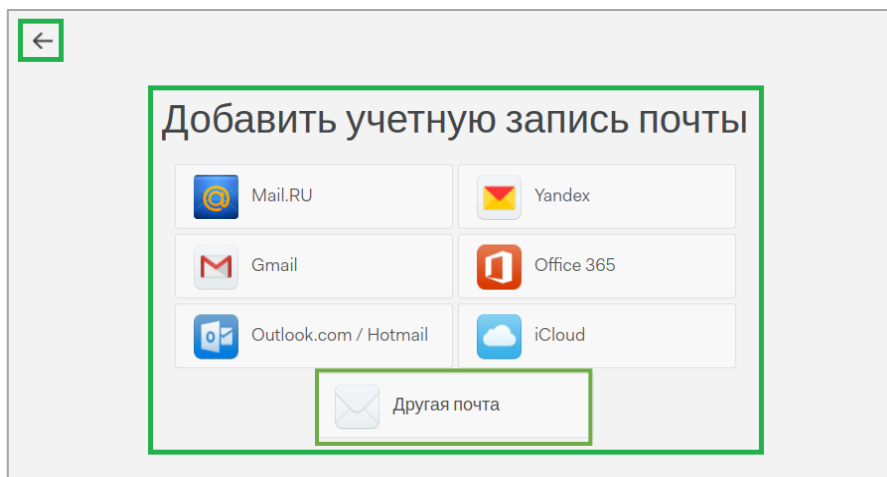 Добавить учетную запись почты
Mail.RU
Yandex
Gmail
Office 365
Outlook.com / Hotmail
iCloud
Другая почта